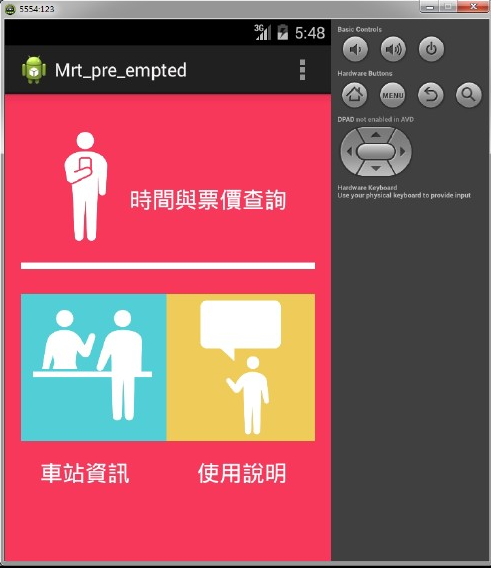 5554:123
3G
5:48
Mrt_pre_empted
時間與票價查詢
車站資訊
使用說明
Basic Controls
Hardware Buttons
MENU
DPAD not enabled in AVD
Hardware Keyboard
Use your physical keyboard to provide input